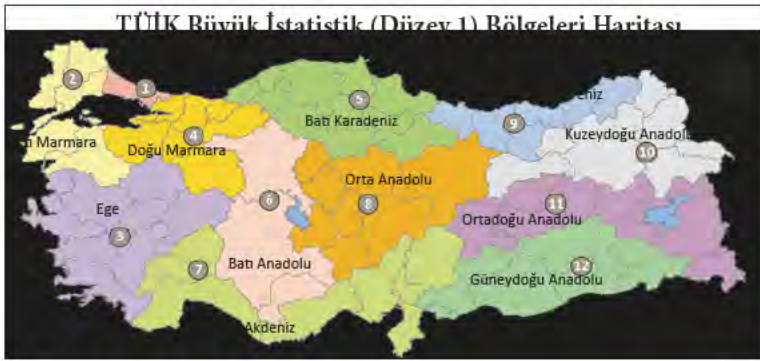 TÜİK Büyük İstatistik (Düzey 1) Bölgeleri Haritası
2
1
5
eniz
9
Batı Karadeniz
Kuzeydoğu Anadolu
4
ı Marmara
Doğu Marmara
10
Orta Anadolu
6
8
11
Ege
Ortadoğu Anadolu
3
7
Batı Anadolu
12
Güneydoğu Anadolu
Akdeniz